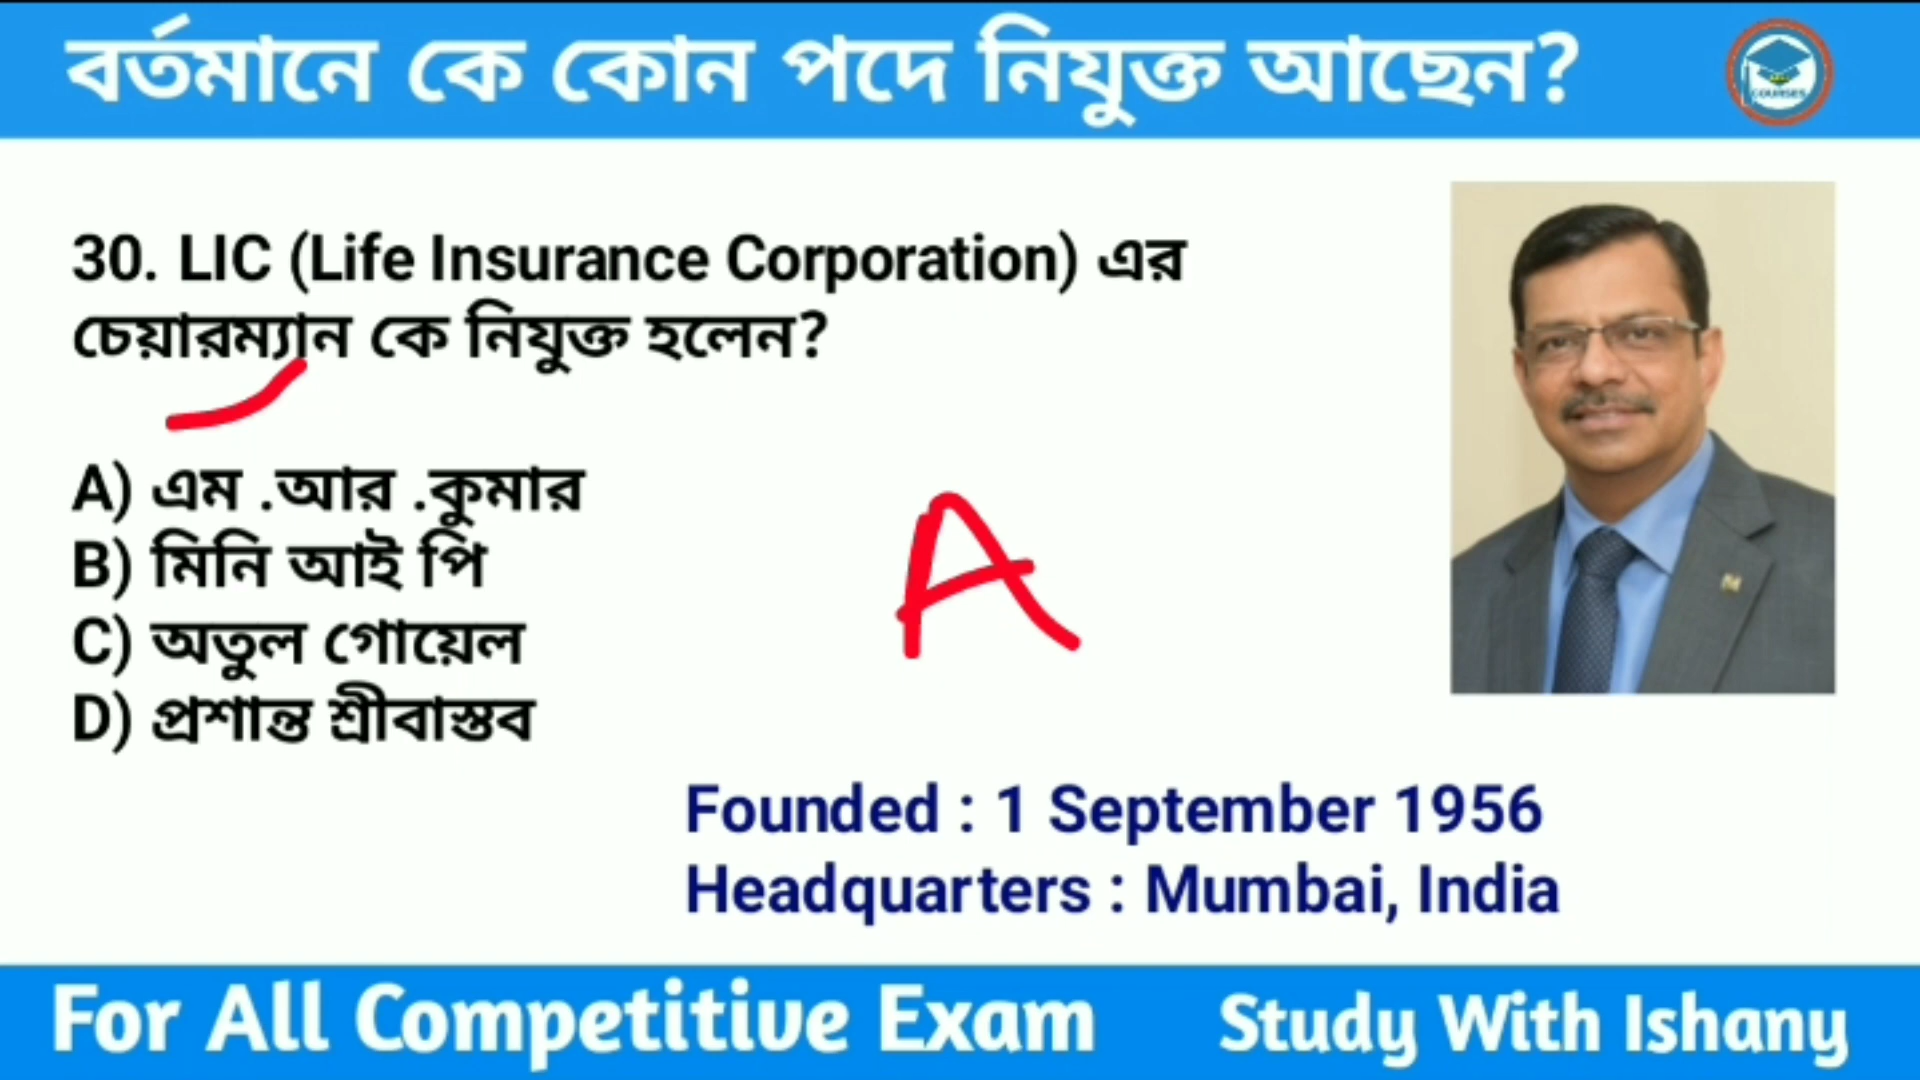 বর্তমানে কে কোন পদে নিযুক্ত আছেন?
COURSES
30. LIC (Life Insurance Corporation) এর
চেয়ারম্যান কে নিযুক্ত হলেন?
A) এম .আর .কুমার
B) মিনি আই পি
C) অতুল গোয়েল
D) প্রশান্ত শ্রীবাস্তব
A
Founded : 1 September 1956
Headquarters : Mumbai, India
For All Competitive Exam
Study With Ishany